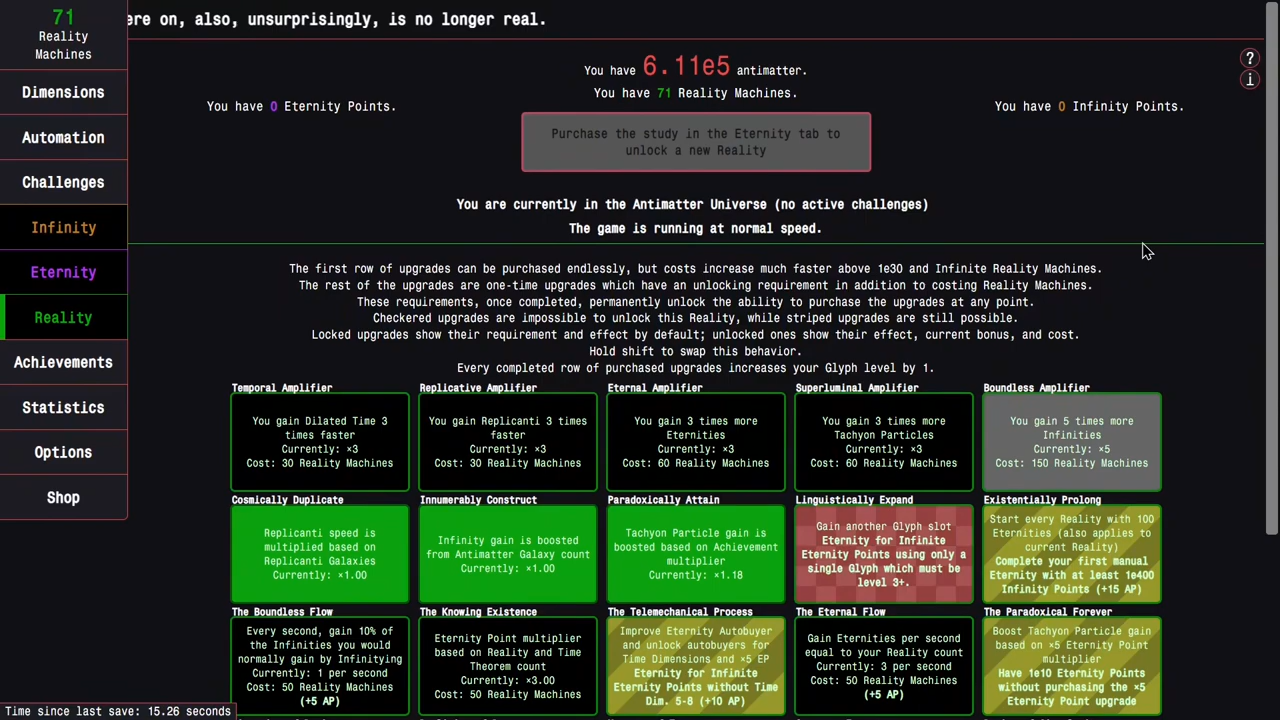 71
Reality
Machines
Dimensions
Automation
Challenges
Infinity
Eternity
Reality
Achievements
Statistics
Options
Shop
ere on, also, unsurprisingly, is no longer real.
You have 6.11e5 antimatter.
You have 71 Reality Machines.
You have 0 Eternity Points.
You have 0 Infinity Points.
?
i
Purchase the study in the Eternity tab to
unlock a new Reality
You are currently in the Antimatter Universe (no active challenges)
The game is running at normal speed.
The first row of upgrades can be purchased endlessly, but costs increase much faster above 1e30 and Infinite Reality Machines.
The rest of the upgrades are one-time upgrades which have an unlocking requirement in addition to costing Reality Machines.
These requirements, once completed, permanently unlock the ability to purchase the upgrades at any point.
Checkered upgrades are impossible to unlock this Reality, while striped upgrades are still possible.
Locked upgrades show their requirement and effect by default; unlocked ones show their effect, current bonus, and cost.
Hold shift to swap this behavior.
Every completed row of purchased upgrades increases your Glyph level by 1.
Temporal Amplifier
You gain Dilated Time 3
times faster
Currently: ×3
Cost: 30 Reality Machines
Replicative Amplifier
You gain Replicanti 3 times
faster
Currently: ×3
Cost: 30 Reality Machines
Eternal Amplifier
You gain 3 times more
Eternities
Currently: ×3
Cost: 60 Reality Machines
Superluminal Amplifier
You gain 3 times more
Tachyon Particles
Currently: ×3
Cost: 60 Reality Machines
Boundless Amplifier
You gain 5 times more
Infinities
Currently: ×5
Cost: 150 Reality Machines
Cosmically Duplicate
Replicanti speed is
multiplied based on
Replicanti Galaxies
Currently: ×1.00
Innumerably Construct
Infinity gain is boosted
from Antimatter Galaxy count
Currently: ×1.00
Paradoxically Attain
Tachyon Particle gain is
boosted based on Achievement
multiplier
Currently: ×1.18
Linguistically Expand
Gain another Glyph slot
Eternity for Infinite
Eternity Points using only a
single Glyph which must be
level 3+.
Existentially Prolong
Start every Reality with 100
Eternities (also applies to
current Reality)
Complete your first manual
Eternity with at least 1e400
Infinity Points (+15 AP)
The Boundless Flow
Every second, gain 10% of
the Infinities you would
normally gain by Infinitying
Currently: 1 per second
Cost: 50 Reality Machines
(+5 AP)
The Knowing Existence
Eternity Point multiplier
based on Reality and Time
Theorem count
Currently: ×3.00
Cost: 50 Reality Machines
The Telemechanical Process
Improve Eternity Autobuyer
and unlock autobuyers for
Time Dimensions and ×5 EP
Eternity for Infinite
Eternity Points without Time
Dim. 5-8 (+10 AP)
The Eternal Flow
Gain Eternities per second
equal to your Reality count
Currently: 3 per second
Cost: 50 Reality Machines
(+5 AP)
The Paradoxical Forever
Boost Tachyon Particle gain
based on ×5 Eternity Point
multiplier
Have 1e10 Eternity Points
without purchasing the ×5
Eternity Point upgrade
Time since last save: 15.26 seconds